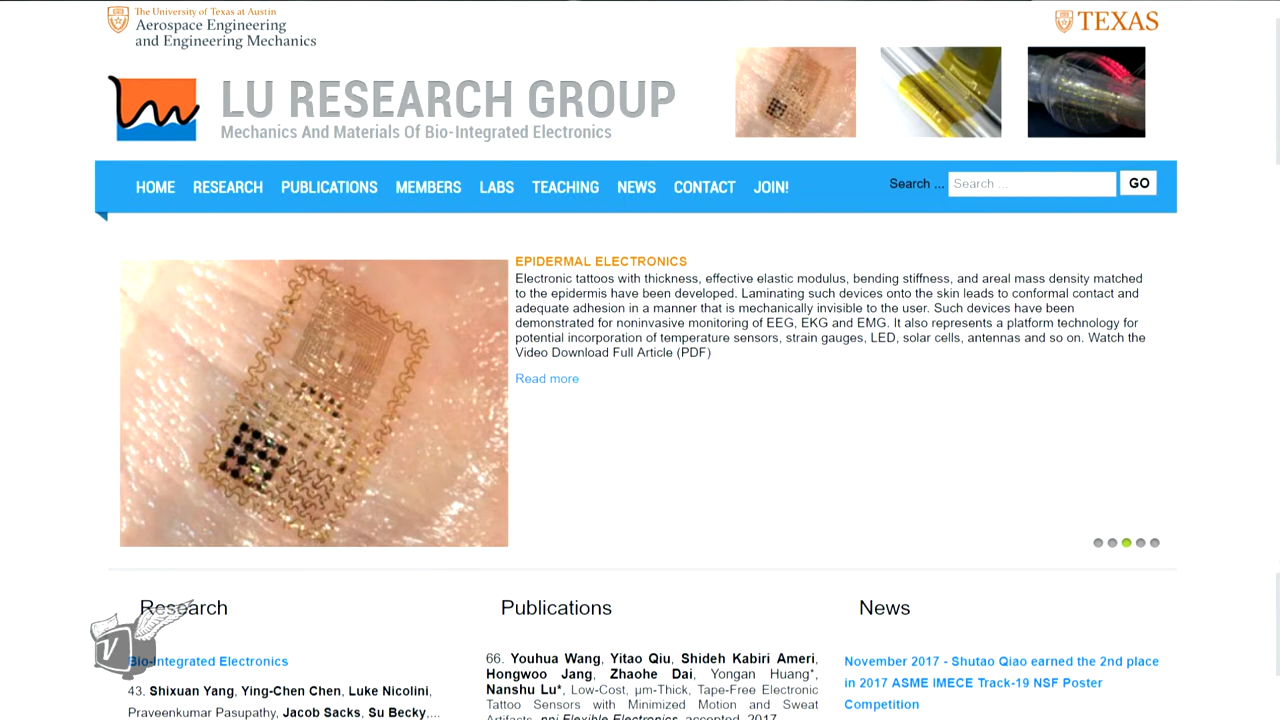 The University of Texas at Austin
Aerospace Engineering
and Engineering Mechanics
TEXAS
LU RESEARCH GROUP
Mechanics And Materials Of Bio-Integrated Electronics
HOME RESEARCH PUBLICATIONS MEMBERS LABS TEACHING NEWS CONTACT JOIN!
Search ... Search ... GO
EPIDERMAL ELECTRONICS
Electronic tattoos with thickness, effective elastic modulus, bending stiffness, and areal mass density matched
to the epidermis have been developed. Laminating such devices onto the skin leads to conformal contact and
adequate adhesion in a manner that is mechanically invisible to the user. Such devices have been
demonstrated for noninvasive monitoring of EEG, EKG and EMG. It also represents a platform technology for
potential incorporation of temperature sensors, strain gauges, LED, solar cells, antennas and so on. Watch the
Video Download Full Article (PDF)
Read more
Research
V
Bio-Integrated Electronics
43. Shixuan Yang, Ying-Chen Chen, Luke Nicolini,
Praveenkumar Pasupathy, Jacob Sacks, Su Becky,...
Publications
66. Youhua Wang, Yitao Qiu, Shideh Kabiri Ameri,
Hongwoo Jang, Zhaohe Dai, Yongan Huang*,
Nanshu Lu*, Low-Cost, µm-Thick, Tape-Free Electronic
Tattoo Sensors with Minimized Motion and Sweat
Artifacts, npj Flexible Electronics, accepted, 2017.
News
November 2017 - Shutao Qiao earned the 2nd place
in 2017 ASME IMECE Track-19 NSF Poster
Competition